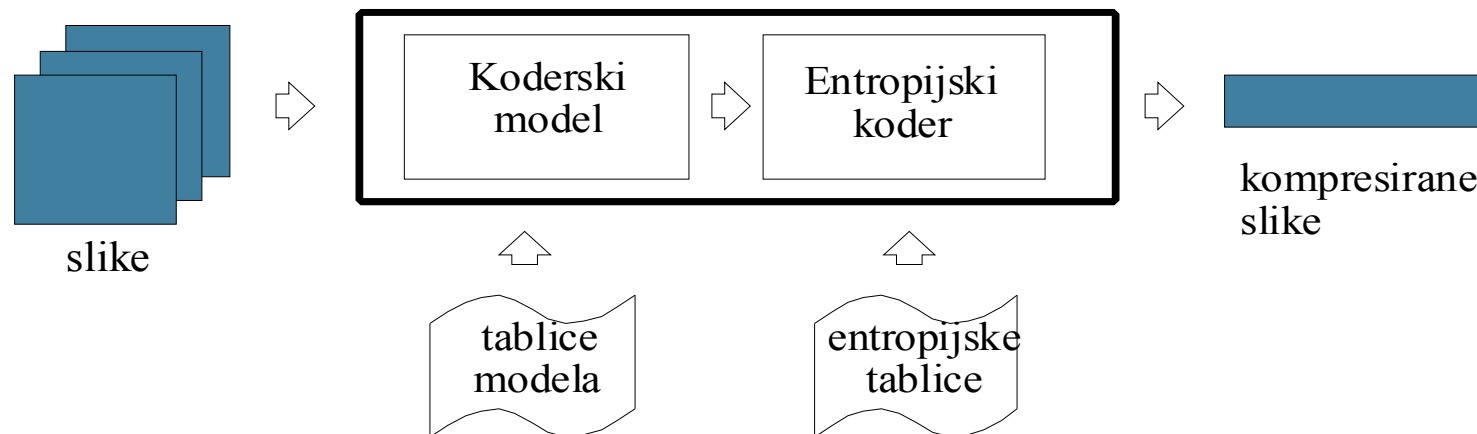 slike
Koderski
model
Entropijski
koder
kompresirane
slike
tablice
modela
entropijske
tablice